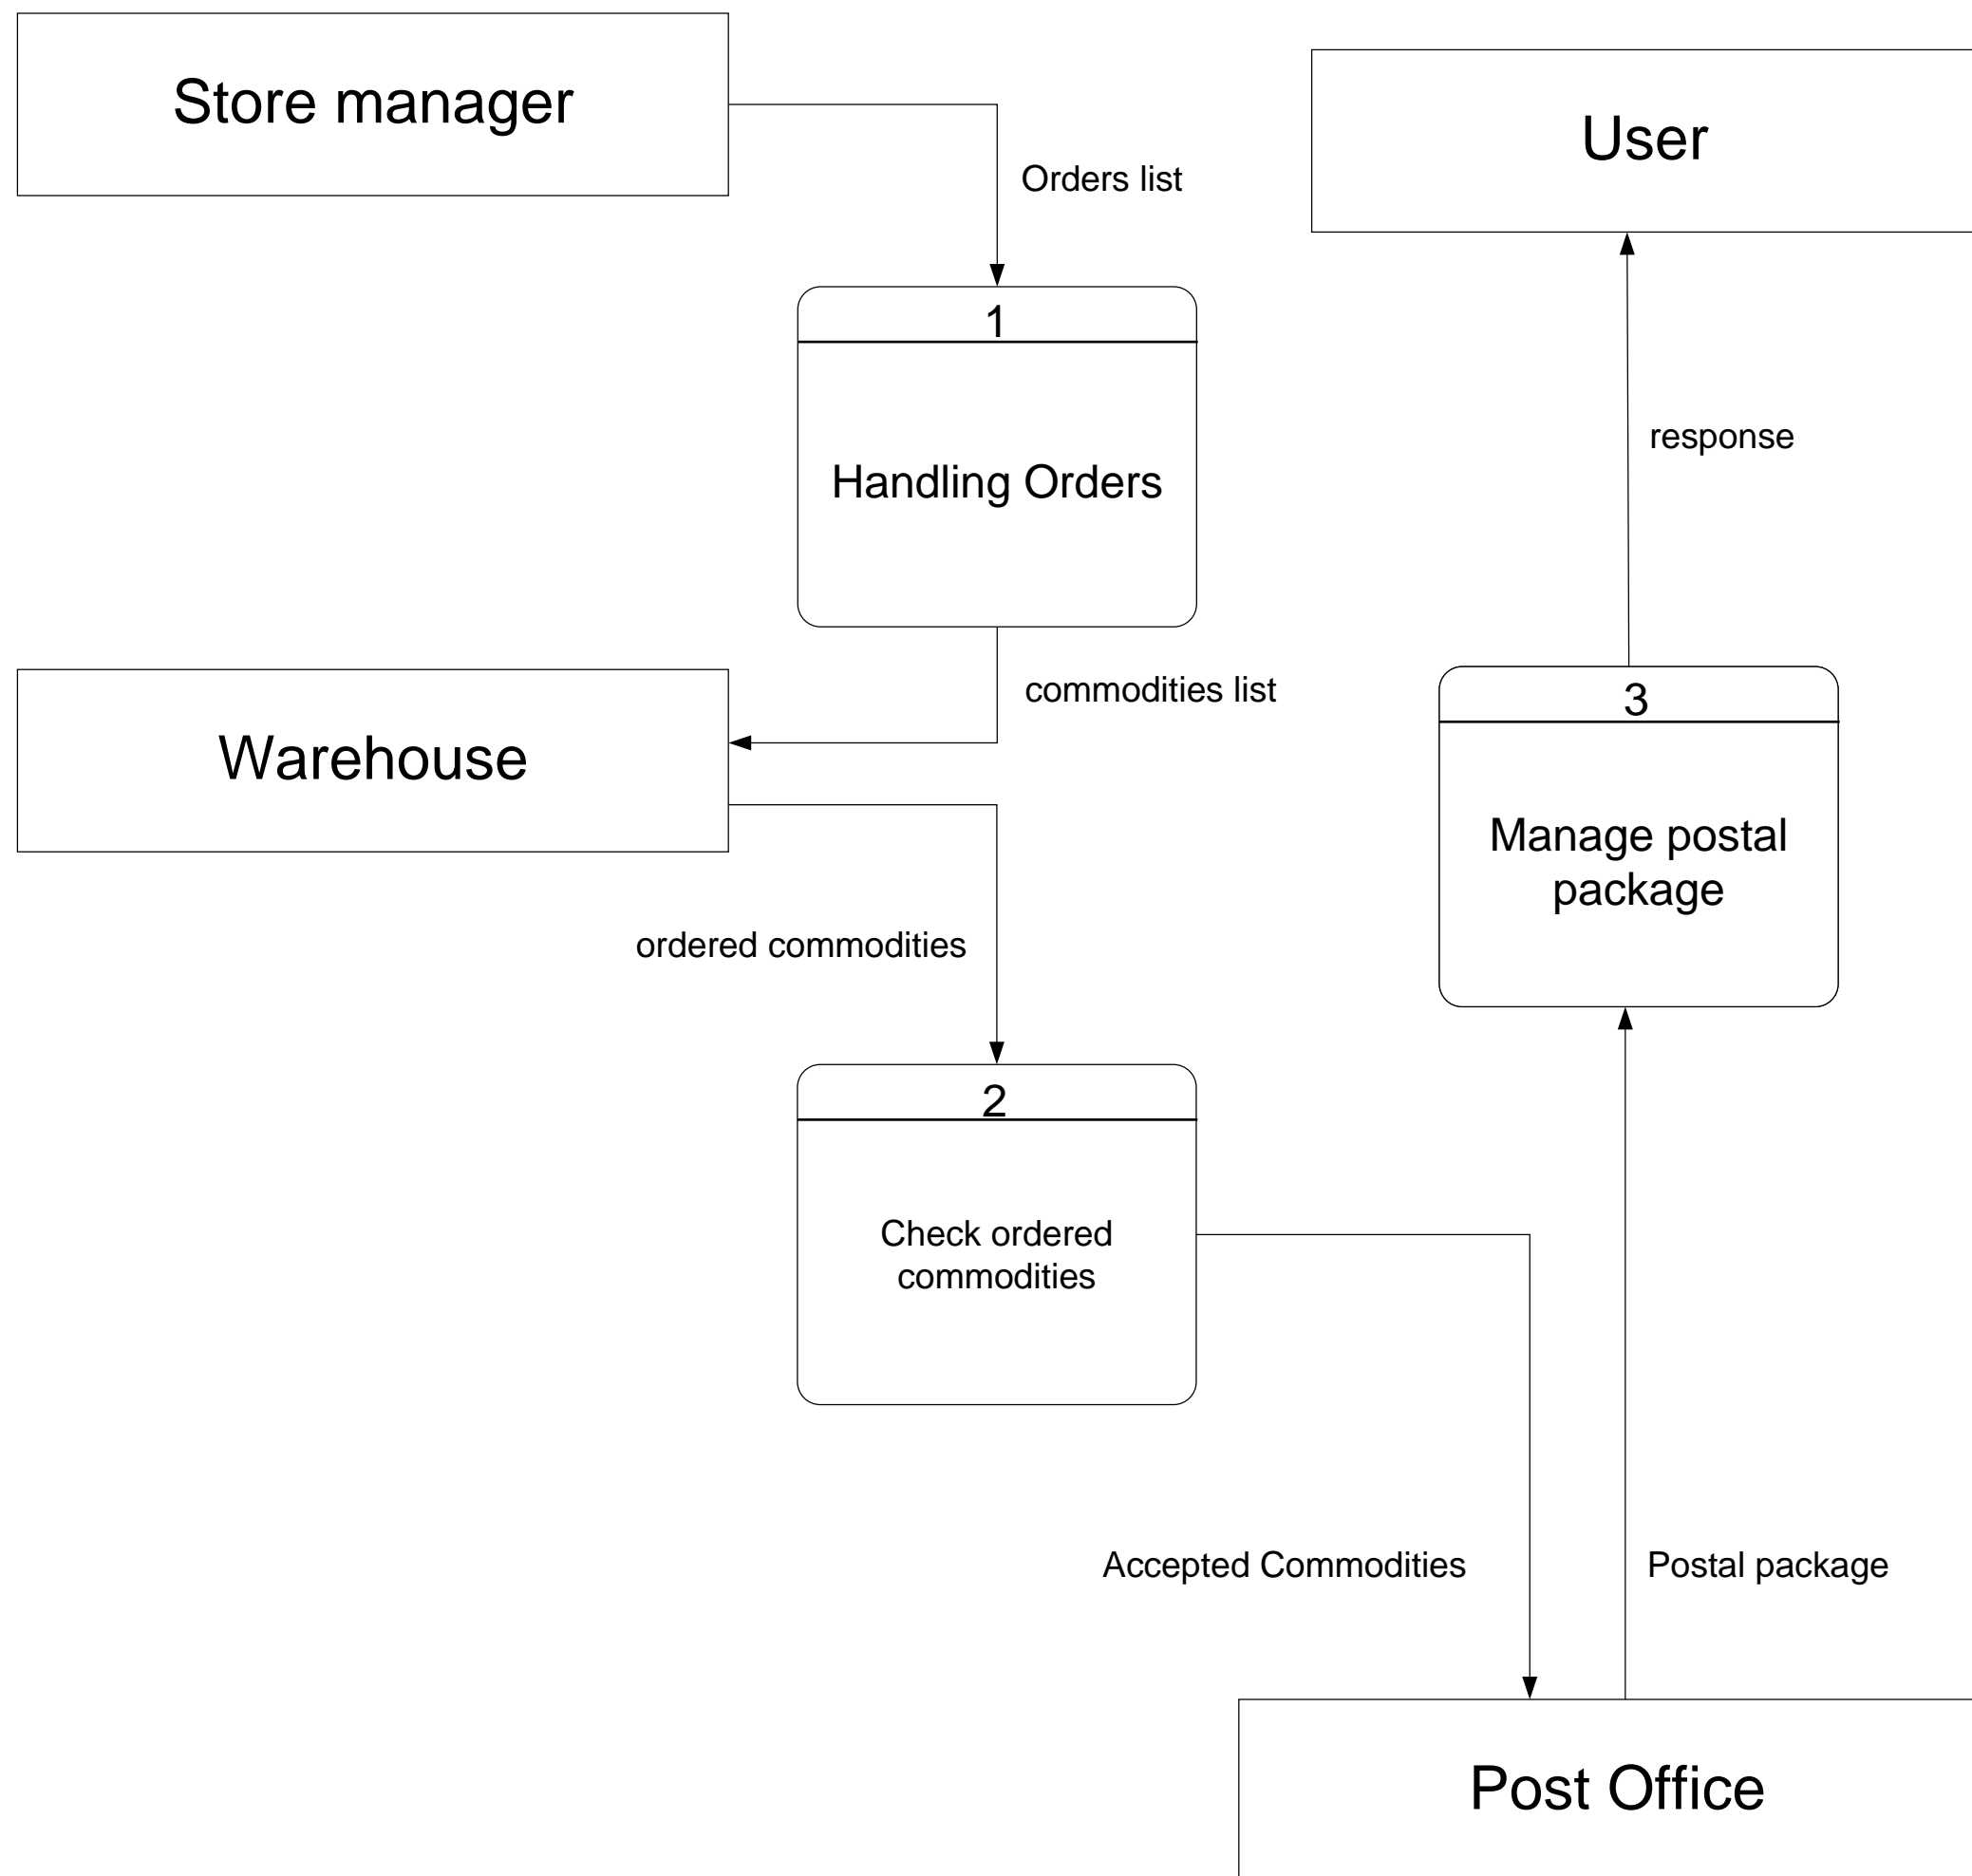 Store manager
User
Orders list
1
Handling Orders
response
commodities list
Warehouse
3
Manage postal
package
ordered commodities
2
Check ordered
commodities
Accepted Commodities
Postal package
Post Office